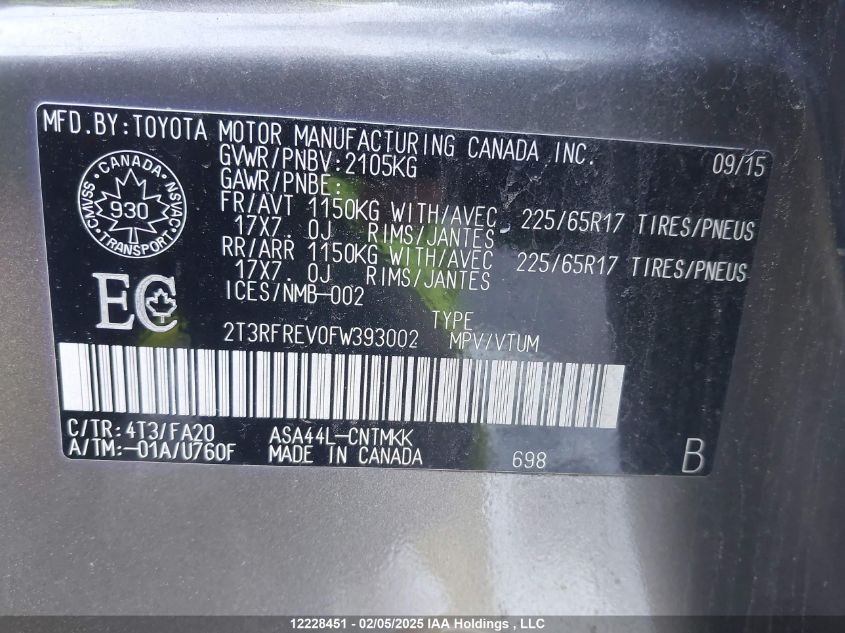 MFD.BY:TOYOTA MOTOR MANUFACTURING CANADA INC. 09/15
GVWR/PNBV:2105KG
GAWR/PNBE:
FR/AVT 1150KG WITH/AVEC 225/65R17 TIRES/PNEUS
17X7.0J RIMS/JANTES
RR/ARR 1150KG WITH/AVEC 225/65R17 TIRES/PNEUS
17X7.0J RIMS/JANTES
ICES/NMB-002
CANADA
CMVSS 930 NSVAC
TRANSPORT
EC
TYPE
2T3RFREV0FW393002 MPV/VTUM
C/TR:4T3/FA20 ASA44L-CNTMKK
A/TM:-01A/U760F MADE IN CANADA 698 B
12228451 - 02/05/2025 IAA Holdings , LLC